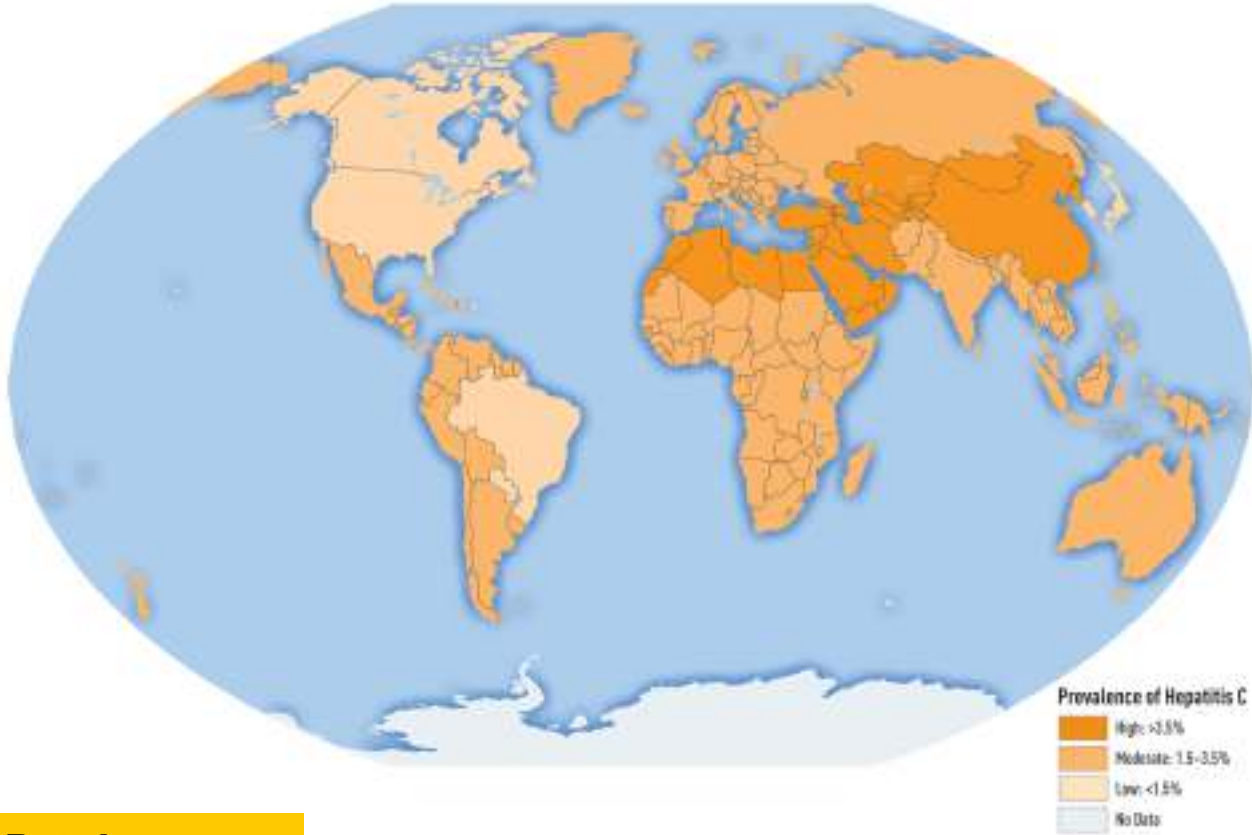 Prevalence of Hepatitis C
High: >3.5%
Moderate: 1.5-3.5%
Low: <1.5%
No Data